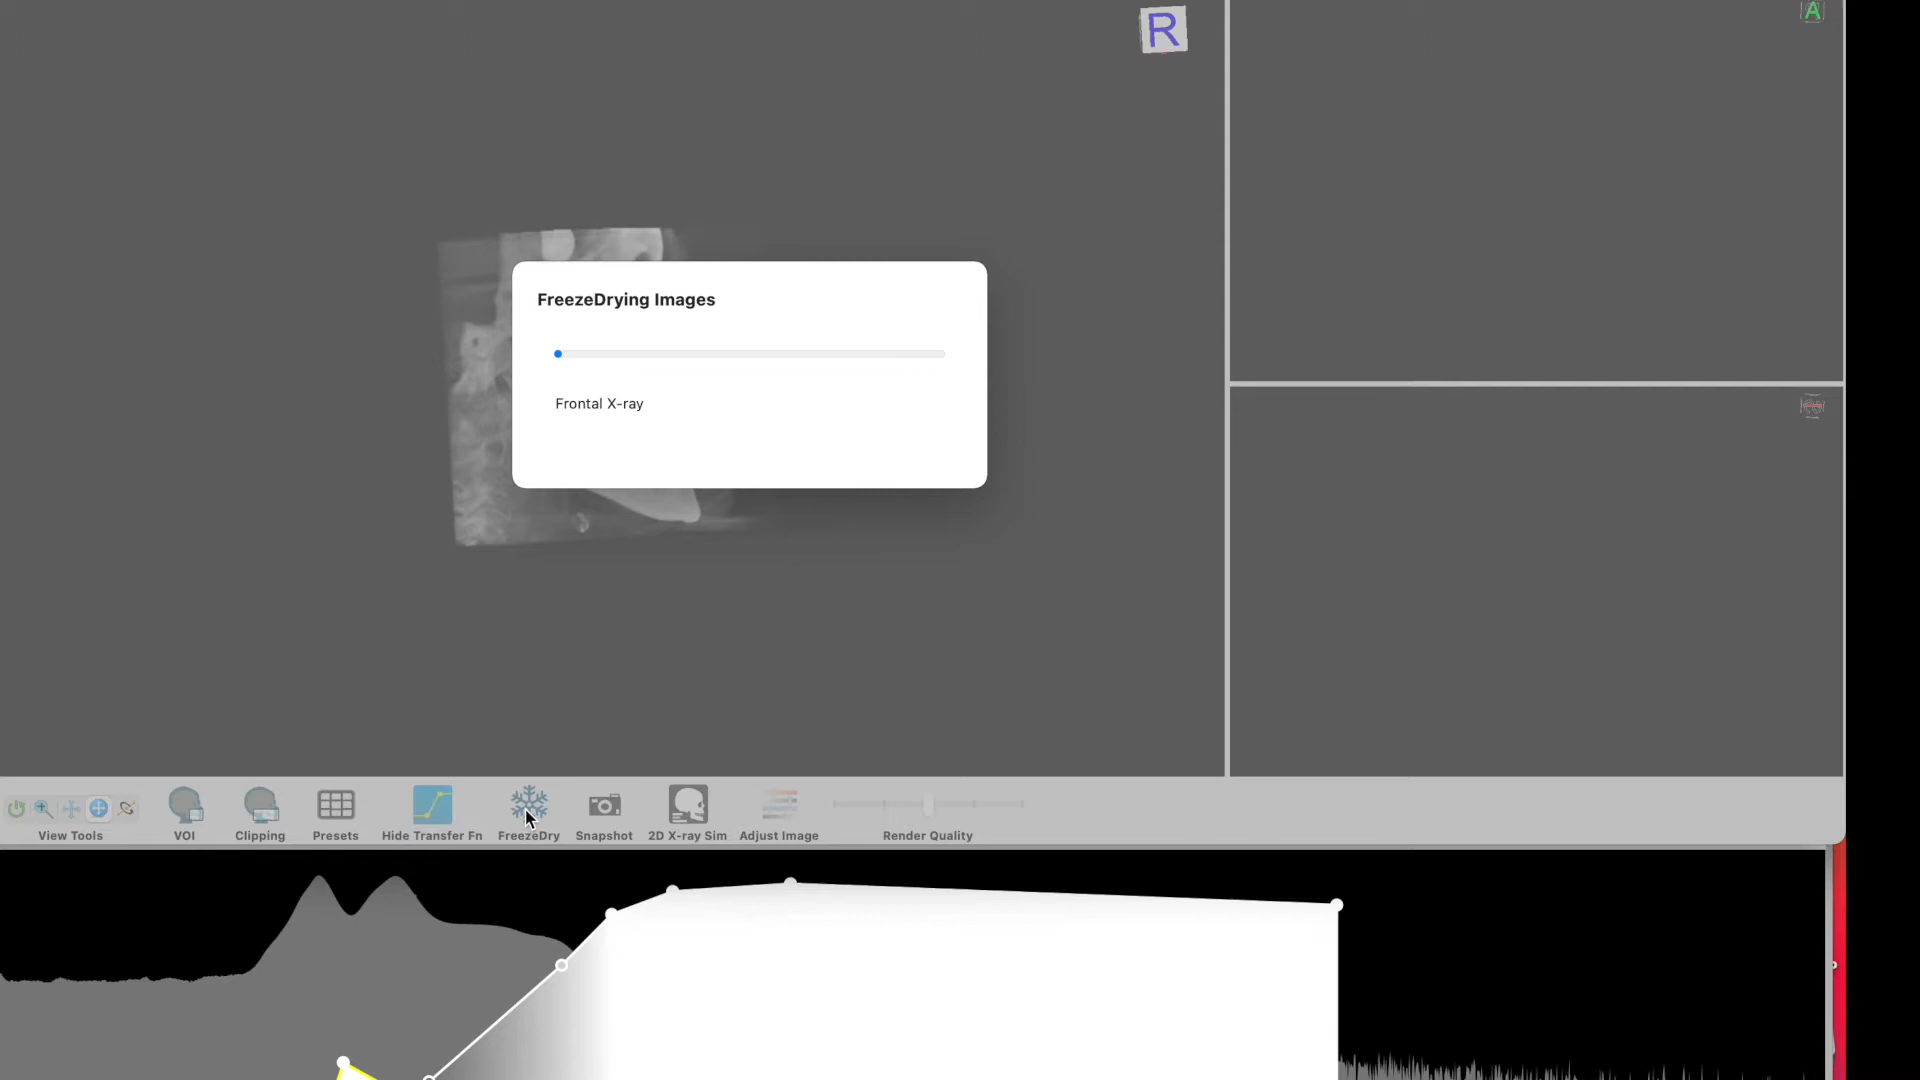 R
A
FreezeDrying Images
Frontal X-ray
View Tools
VOI
Clipping
Presets
Hide Transfer Fn
FreezeDry
Snapshot
2D X-ray Sim
Adjust Image
Render Quality